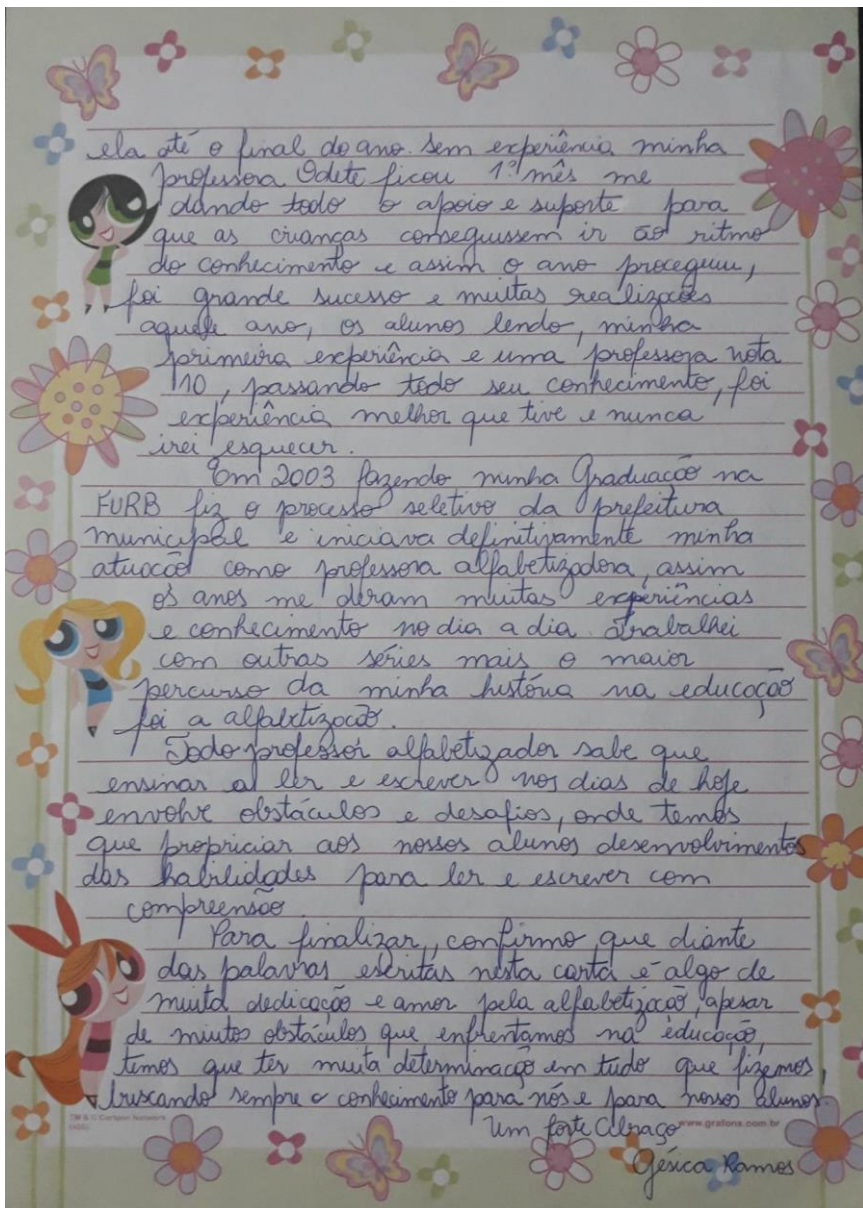 ela até o final do ano. Sem experiência minha
professora Odete ficou 1º mês me
dando todo o apoio e suporte para
que as crianças conseguissem ir ao ritmo
do conhecimento e assim o ano proceguiu,
foi grande sucesso e muitas realizações
aquele ano, os alunos lendo, minha
primeira experiência e uma professora nota
10, passando todo seu conhecimento, foi
experiência melhor que tive e nunca
irei esquecer.
Em 2003 fazendo minha Graduação na
FURB fiz o processo seletivo da prefeitura
municipal e iniciava definitivamente minha
atuação como professora alfabetizadora, assim
os anos me deram muitas experiências
e conhecimento no dia a dia. Trabalhei
com outras séries mais o maior
percurso da minha história na educação
foi a alfabetização.
Todo professor alfabetizador sabe que
ensinar a ler e escrever nos dias de hoje
envolve obstáculos e desafios, onde temos
que propriciar aos nossos alunos desenvolvimentos
das habilidades para ler e escrever com
compreensão.
Para finalizar, confirmo que diante
das palavras escritas nesta carta é algo de
muita dedicação e amor pela alfabetização, apesar
de muitos obstáculos que enfrentamos na educação,
temos que ter muita determinação em tudo que fizemos,
buscando sempre o conhecimento para nós e para nossos alunos.
TM & © Cartoon Network
www.grafons.com.br
Um forte Abraço
Gésica Ramos